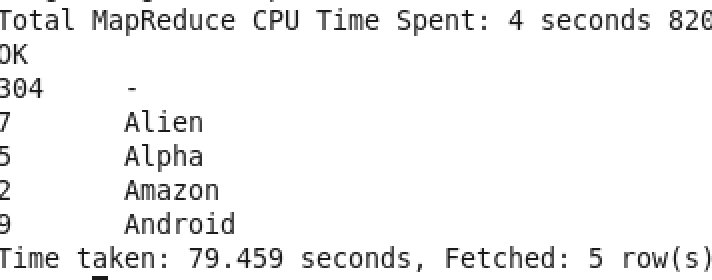 Total MapReduce CPU Time Spent: 4 seconds 820
OK
304 -
7 Alien
5 Alpha
2 Amazon
9 Android
Time taken: 79.459 seconds, Fetched: 5 row(s)